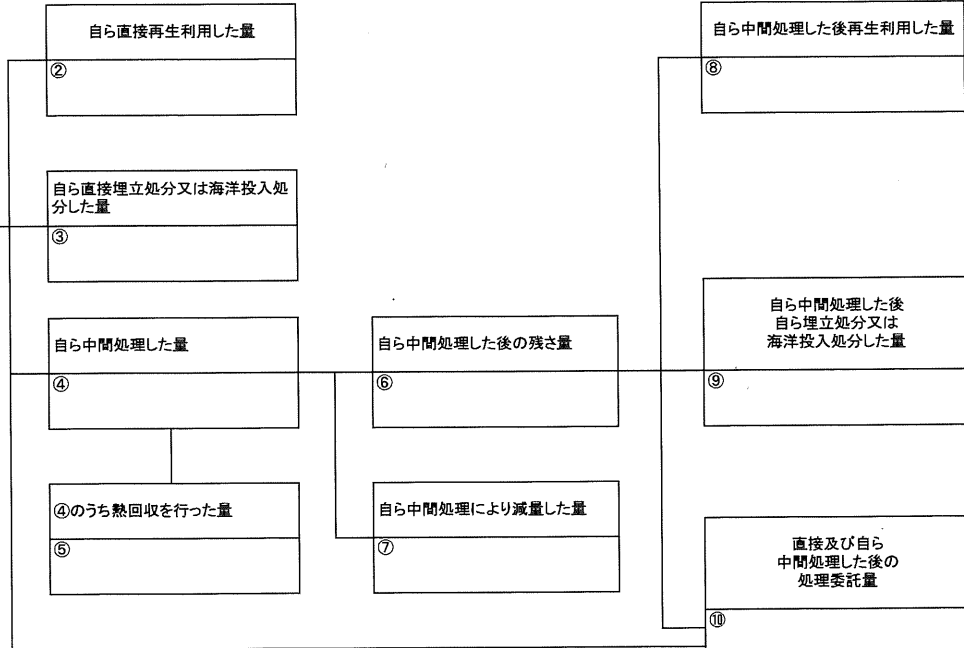 自ら直接再生利用した量
②
自ら直接埋立処分又は海洋投入処
分した量
③
自ら中間処理した量
④
④のうち熱回収を行った量
⑤
自ら中間処理した後の残さ量
⑥
自ら中間処理により減量した量
⑦
自ら中間処理した後再生利用した量
⑧
自ら中間処理した後
自ら埋立処分又は
海洋投入処分した量
⑨
直接及び自ら
中間処理した後の
処理委託量
⑩